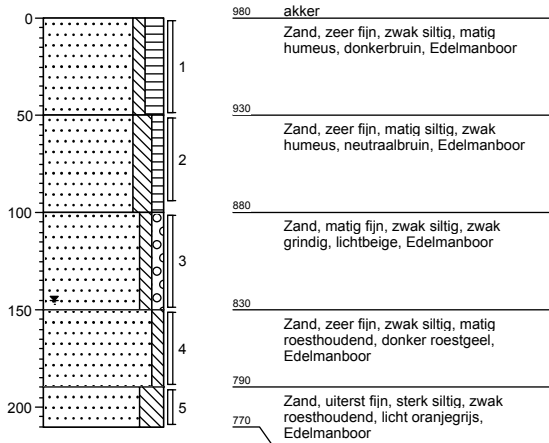 0
50
100
150
200
1
2
3
4
5
980 akker
Zand, zeer fijn, zwak siltig, matig
humeus, donkerbruin, Edelmanboor
930
Zand, zeer fijn, matig siltig, zwak
humeus, neutraalbruin, Edelmanboor
880
Zand, matig fijn, zwak siltig, zwak
grindig, lichtbeige, Edelmanboor
830
Zand, zeer fijn, zwak siltig, matig
roesthoudend, donker roestgeel,
Edelmanboor
790
Zand, uiterst fijn, sterk siltig, zwak
roesthoudend, licht oranjegrijs,
770
Edelmanboor